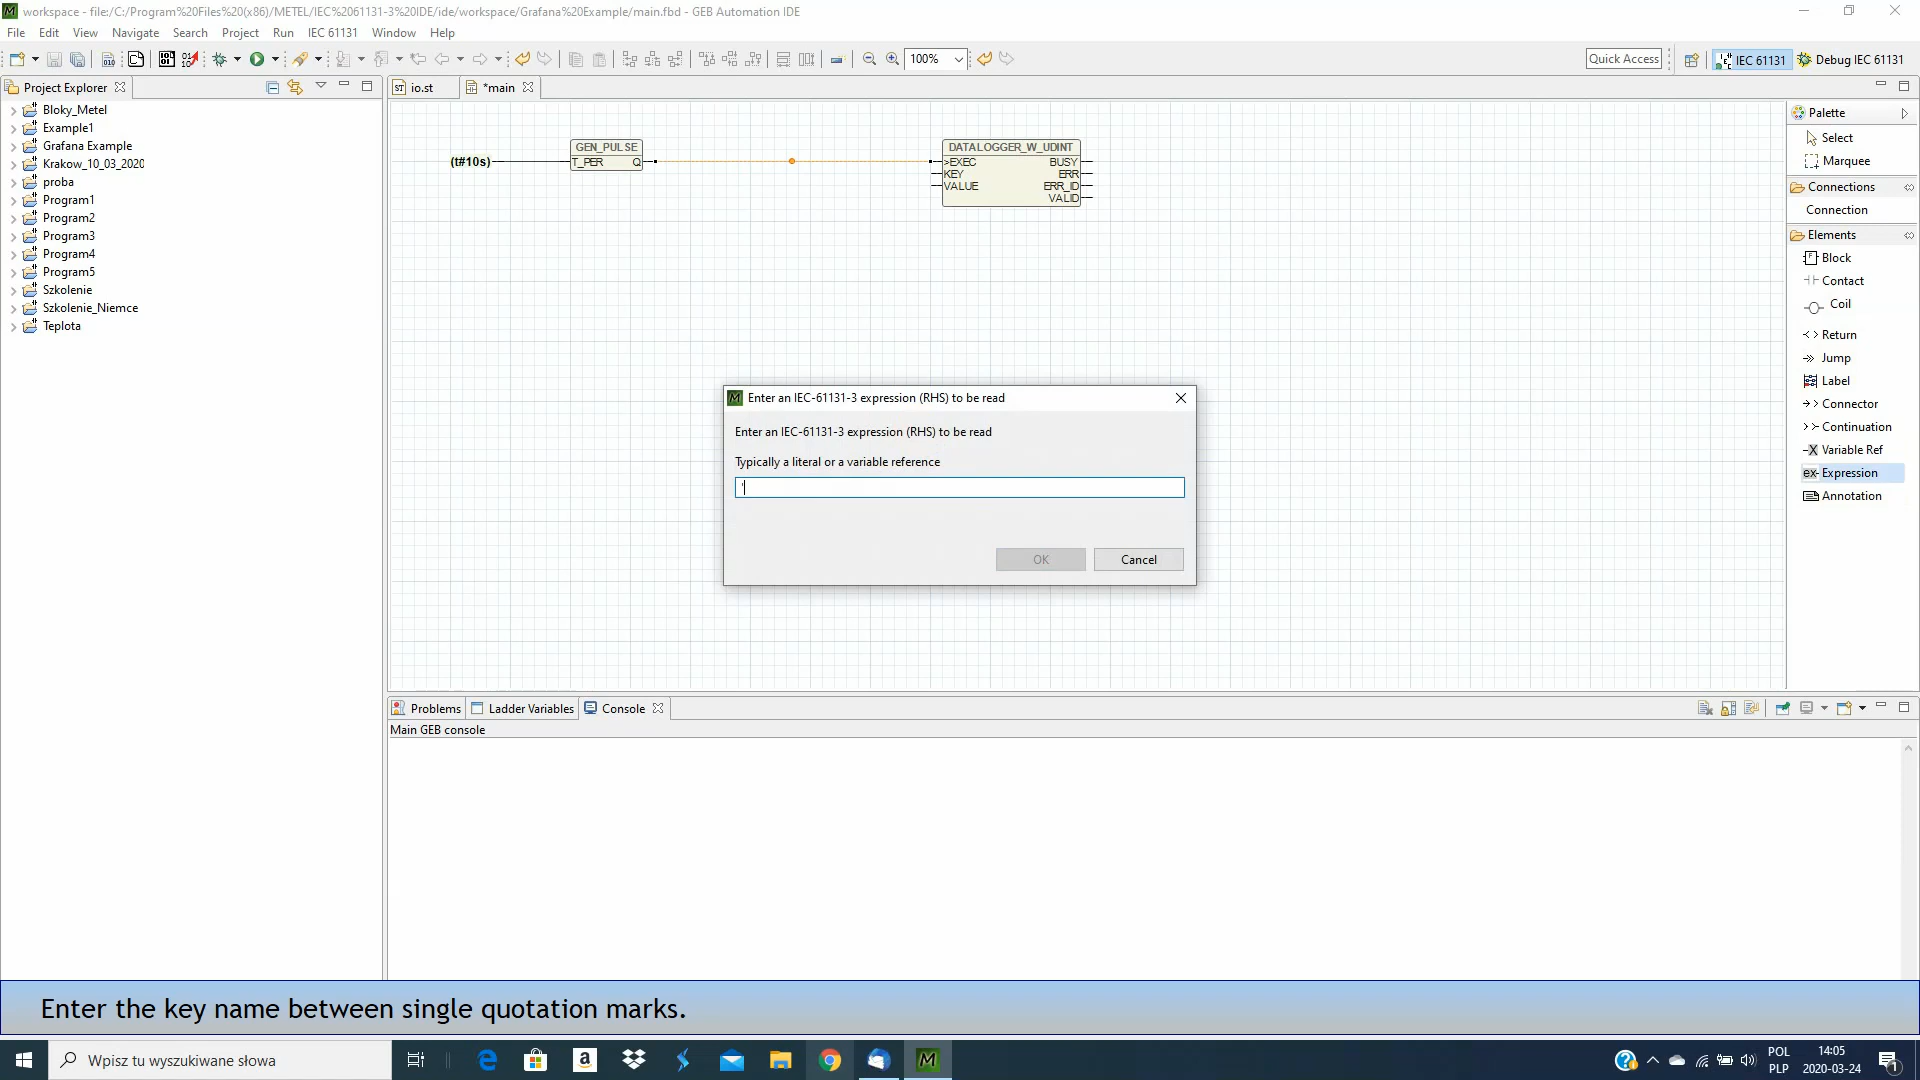 workspace - file:/C:/Program%20Files%20(x86)/METEL/IEC%2061131-3%20IDE/ide/workspace/Grafana%20Example/main.fbd - GEB Automation IDE
File Edit View Navigate Search Project Run IEC 61131 Window Help
100% Quick Access IEC 61131 Debug IEC 61131
Project Explorer
Bloky_Metel
Example1
Grafana Example
Krakow_10_03_2020
proba
Program1
Program2
Program3
Program4
Program5
Szkolenie
Szkolenie_Niemce
Teplota
io.st *main
(t#10s)
GEN_PULSE
T_PER Q
DATALOGGER_W_UDINT
>EXEC BUSY
KEY ERR
VALUE ERR_ID
VALID
Palette
Select
Marquee
Connections
Connection
Elements
Block
Contact
Coil
Return
Jump
Label
Connector
Continuation
Variable Ref
Expression
Annotation
Enter an IEC-61131-3 expression (RHS) to be read
Enter an IEC-61131-3 expression (RHS) to be read
Typically a literal or a variable reference
'
OK Cancel
Problems Ladder Variables Console
Main GEB console
Enter the key name between single quotation marks.
Wpisz tu wyszukiwane słowa
POL
PLP
14:05
2020-03-24
1